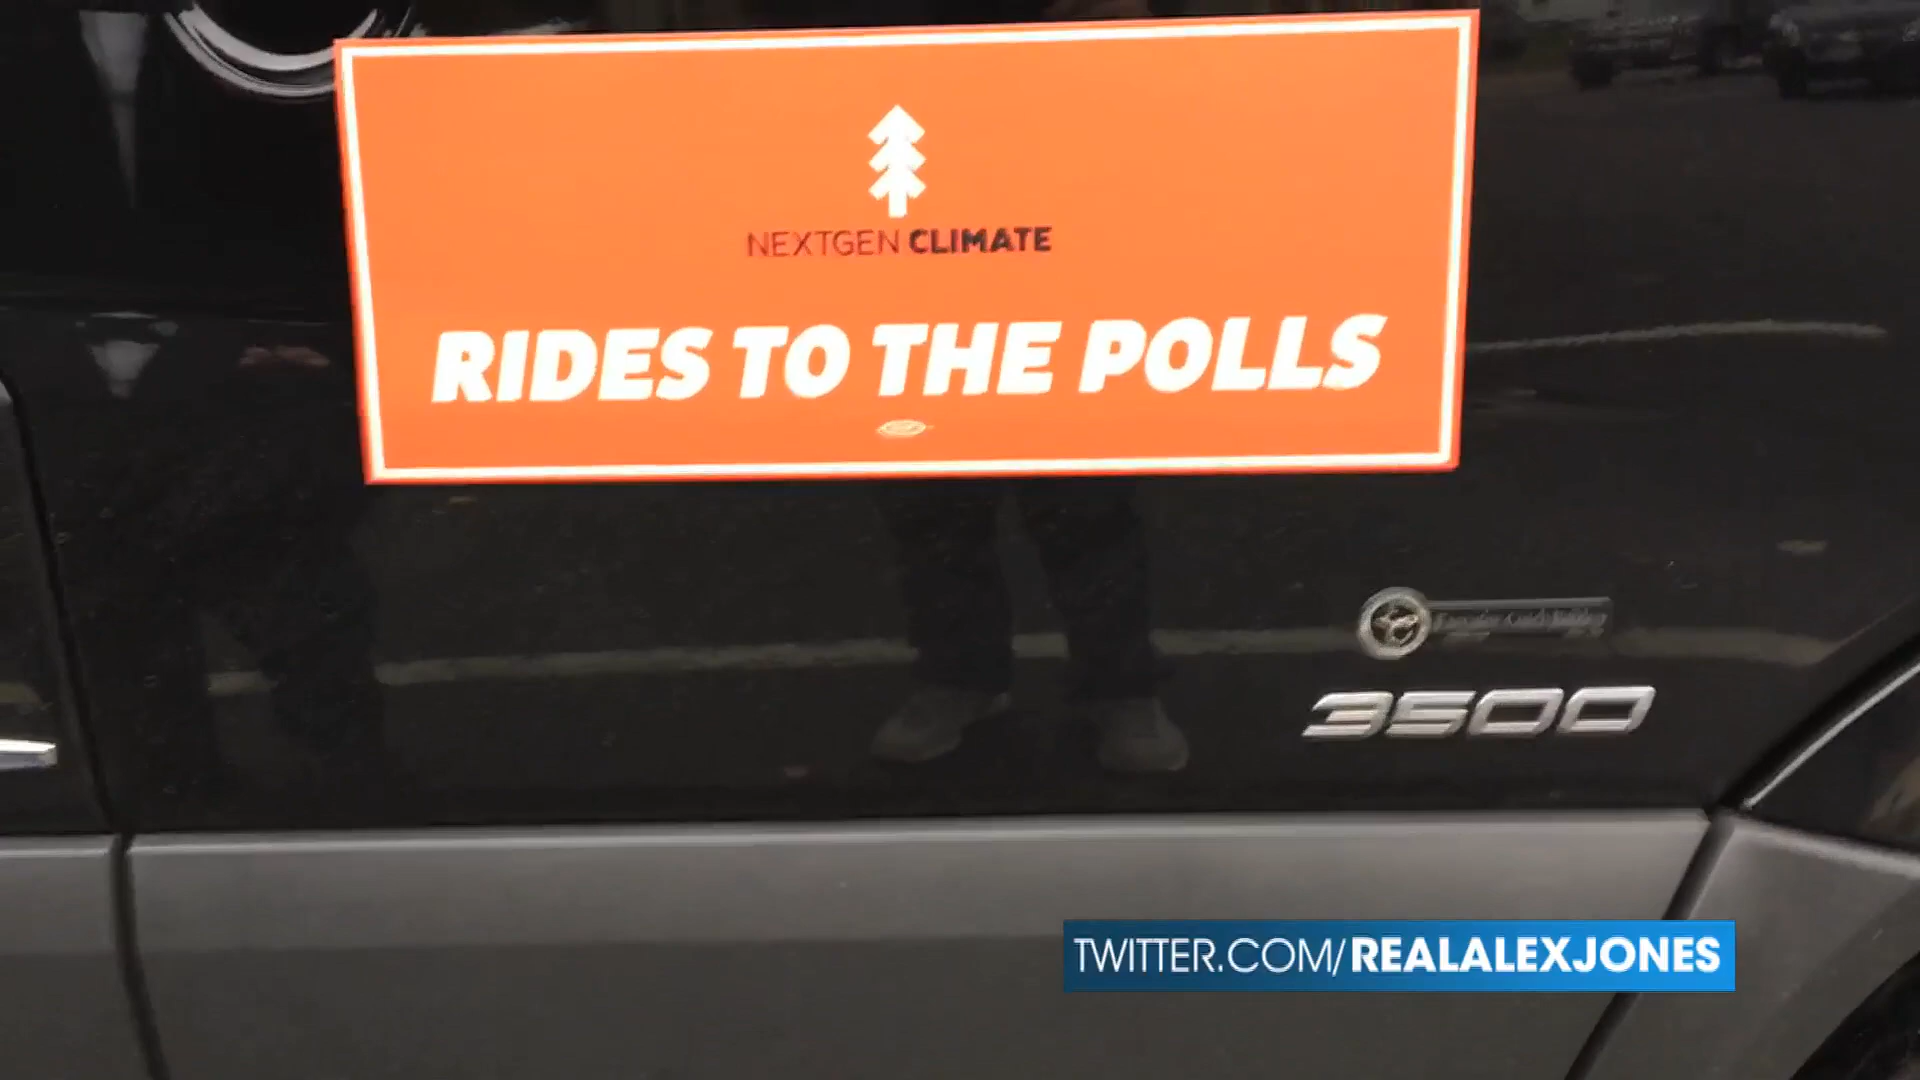 NEXTGEN CLIMATE
RIDES TO THE POLLS
3500
TWITTER.COM/REALALEXJONES